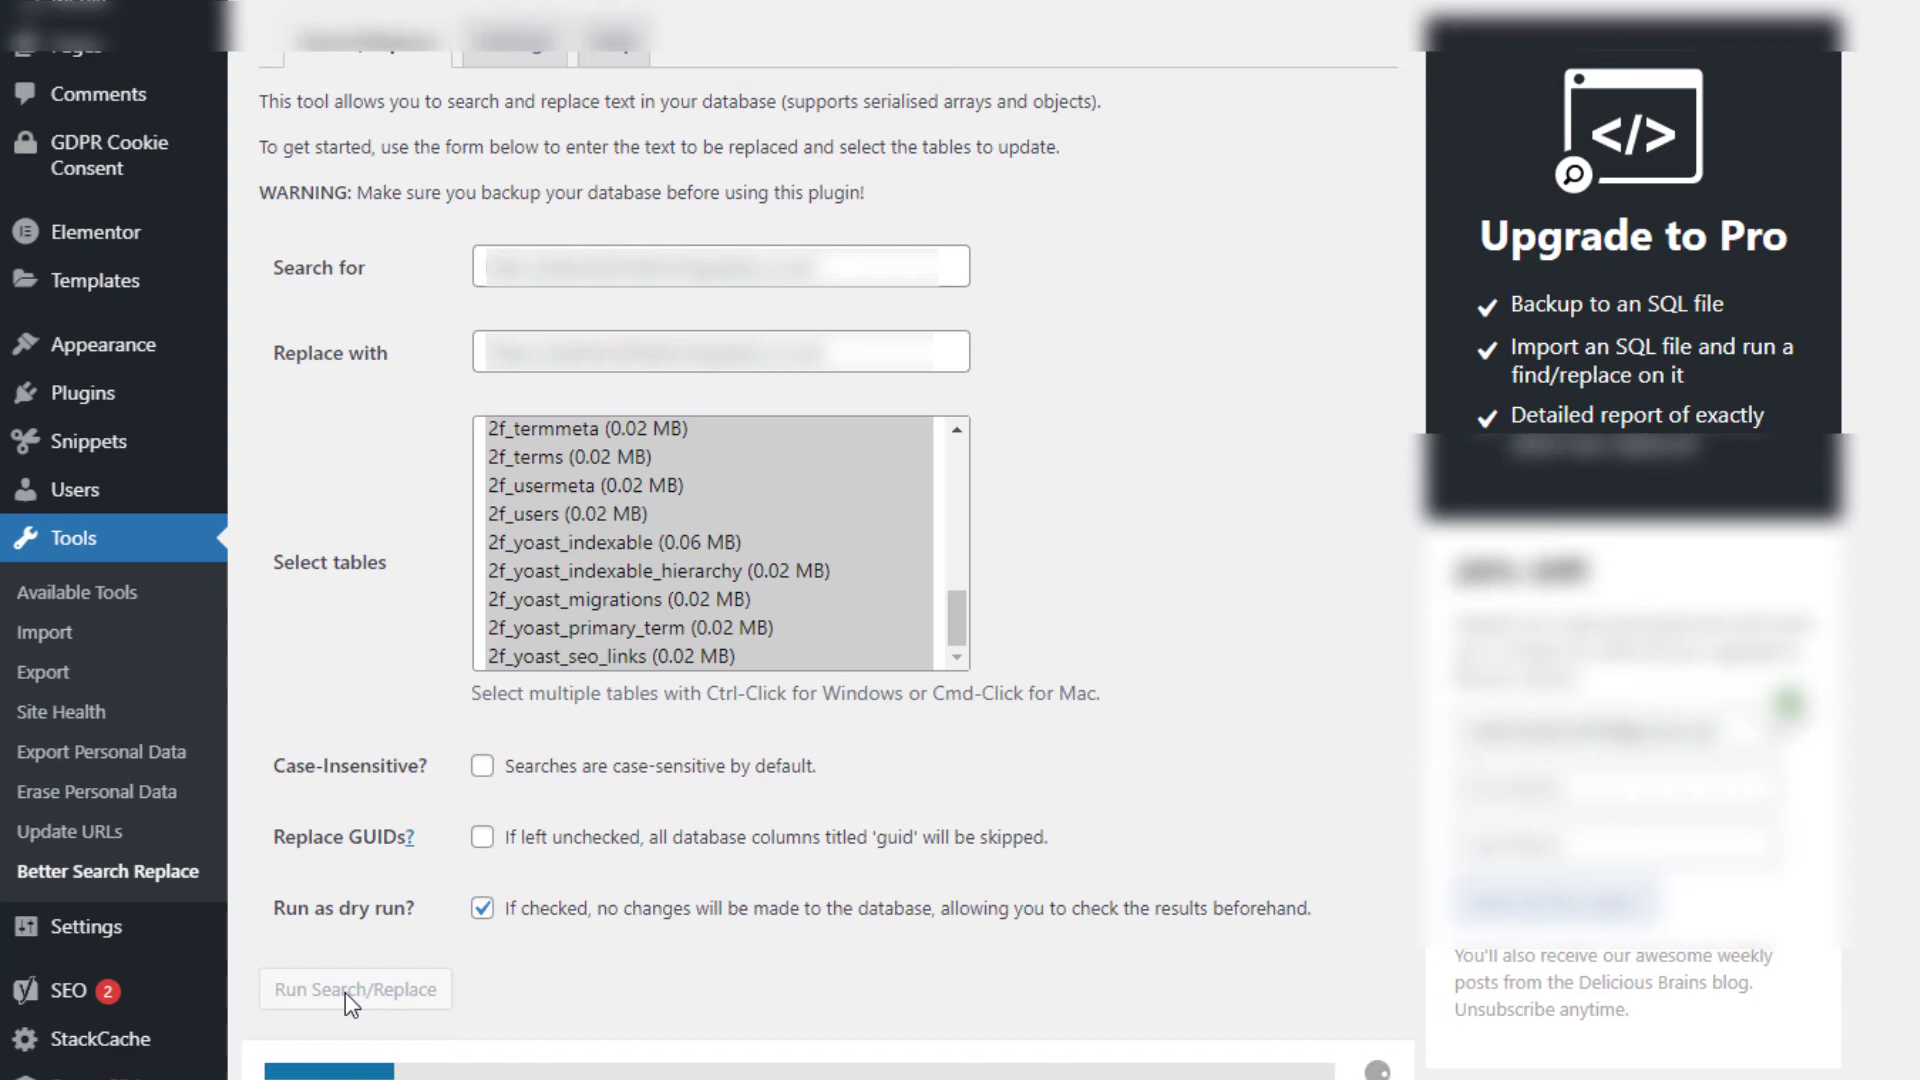 Comments
GDPR Cookie
Consent
Elementor
Templates
Appearance
Plugins
Snippets
Users
Tools
Available Tools
Import
Export
Site Health
Export Personal Data
Erase Personal Data
Update URLs
Better Search Replace
Settings
SEO 2
StackCache
This tool allows you to search and replace text in your database (supports serialised arrays and objects).
To get started, use the form below to enter the text to be replaced and select the tables to update.
WARNING: Make sure you backup your database before using this plugin!
Search for
Replace with
Select tables
2f_termmeta (0.02 MB)
2f_terms (0.02 MB)
2f_usermeta (0.02 MB)
2f_users (0.02 MB)
2f_yoast_indexable (0.06 MB)
2f_yoast_indexable_hierarchy (0.02 MB)
2f_yoast_migrations (0.02 MB)
2f_yoast_primary_term (0.02 MB)
2f_yoast_seo_links (0.02 MB)
Select multiple tables with Ctrl-Click for Windows or Cmd-Click for Mac.
Case-Insensitive? Searches are case-sensitive by default.
Replace GUIDs? If left unchecked, all database columns titled 'guid' will be skipped.
Run as dry run? If checked, no changes will be made to the database, allowing you to check the results beforehand.
Run Search/Replace
</>
Upgrade to Pro
Backup to an SQL file
Import an SQL file and run a
find/replace on it
Detailed report of exactly
You'll also receive our awesome weekly
posts from the Delicious Brains blog.
Unsubscribe anytime.